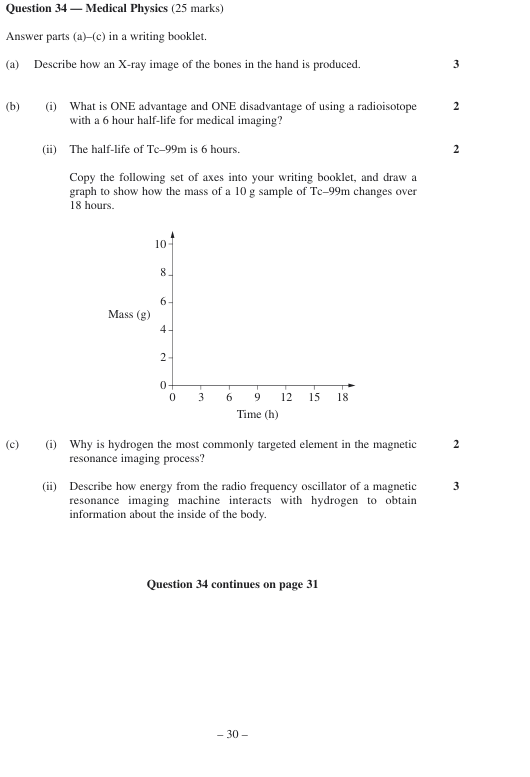 Question 34 — Medical Physics (25 marks)
Answer parts (a)–(c) in a writing booklet.
(a) Describe how an X-ray image of the bones in the hand is produced. 3
(b) (i) What is ONE advantage and ONE disadvantage of using a radioisotope 2
with a 6 hour half-life for medical imaging?
(ii) The half-life of Tc–99m is 6 hours. 2
Copy the following set of axes into your writing booklet, and draw a
graph to show how the mass of a 10 g sample of Tc–99m changes over
18 hours.
10
8
6
Mass (g)
4
2
0
0 3 6 9 12 15 18
Time (h)
(c) (i) Why is hydrogen the most commonly targeted element in the magnetic 2
resonance imaging process?
(ii) Describe how energy from the radio frequency oscillator of a magnetic 3
resonance imaging machine interacts with hydrogen to obtain
information about the inside of the body.
Question 34 continues on page 31
– 30 –